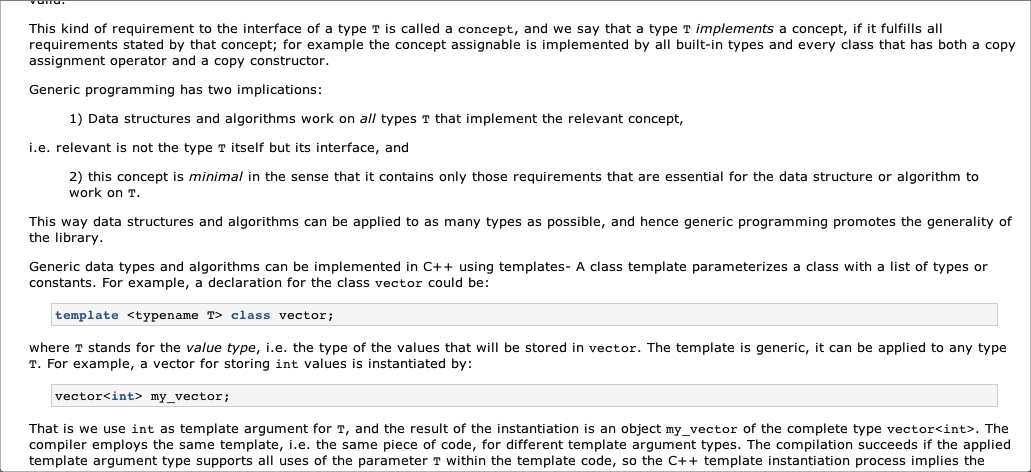 valid.
This kind of requirement to the interface of a type T is called a concept, and we say that a type T implements a concept, if it fulfills all
requirements stated by that concept; for example the concept assignable is implemented by all built-in types and every class that has both a copy
assignment operator and a copy constructor.
Generic programming has two implications:
1) Data structures and algorithms work on all types T that implement the relevant concept,
i.e. relevant is not the type T itself but its interface, and
2) this concept is minimal in the sense that it contains only those requirements that are essential for the data structure or algorithm to
work on T.
This way data structures and algorithms can be applied to as many types as possible, and hence generic programming promotes the generality of
the library.
Generic data types and algorithms can be implemented in C++ using templates- A class template parameterizes a class with a list of types or
constants. For example, a declaration for the class vector could be:
template <typename T> class vector;
where T stands for the value type, i.e. the type of the values that will be stored in vector. The template is generic, it can be applied to any type
T. For example, a vector for storing int values is instantiated by:
vector<int> my_vector;
That is we use int as template argument for T, and the result of the instantiation is an object my_vector of the complete type vector<int>. The
compiler employs the same template, i.e. the same piece of code, for different template argument types. The compilation succeeds if the applied
template argument type supports all uses of the parameter T within the template code, so the C++ template instantiation process implies the